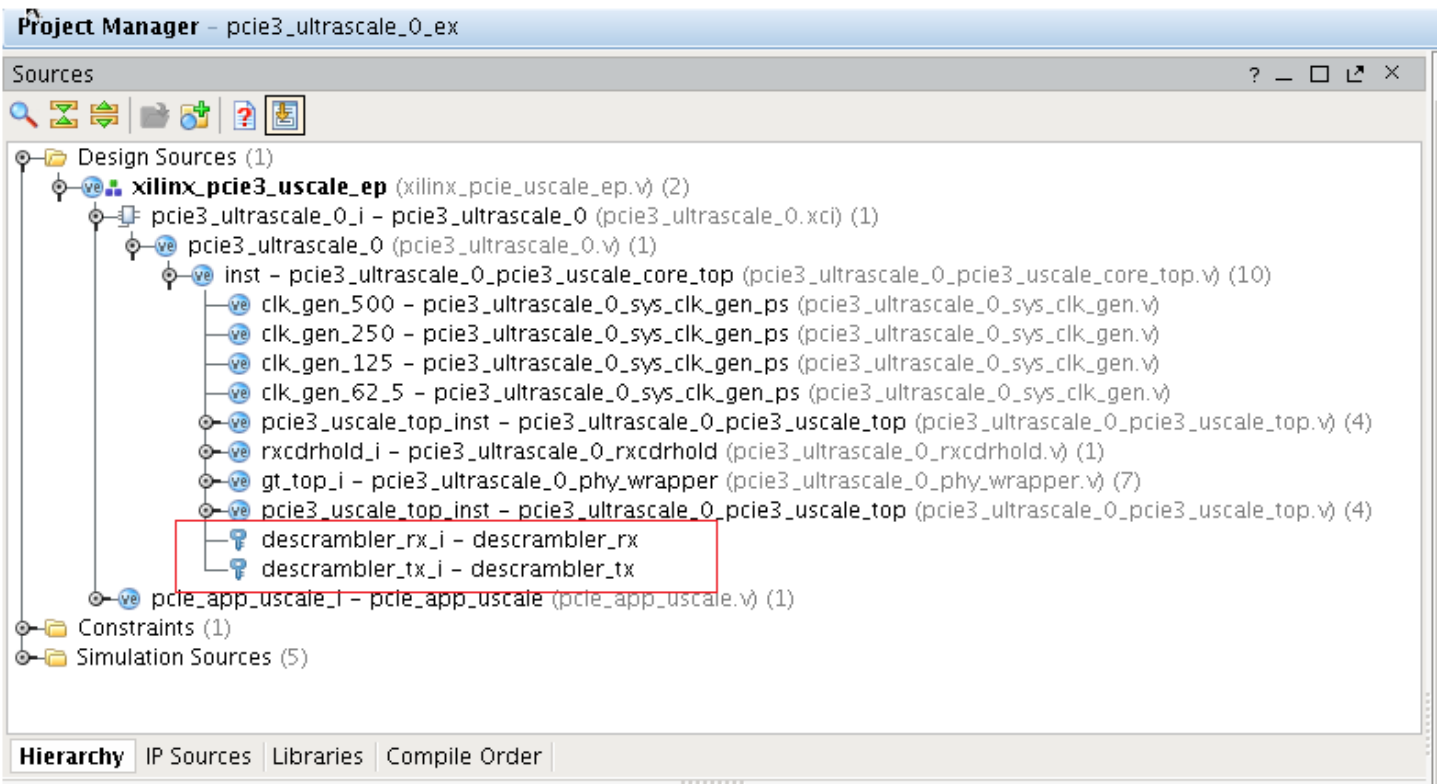 Project Manager – pcie3_ultrascale_0_ex
Sources
Design Sources (1)
xilinx_pcie3_uscale_ep (xilinx_pcie_uscale_ep.v) (2)
pcie3_ultrascale_0_i – pcie3_ultrascale_0 (pcie3_ultrascale_0.xci) (1)
pcie3_ultrascale_0 (pcie3_ultrascale_0.v) (1)
inst – pcie3_ultrascale_0_pcie3_uscale_core_top (pcie3_ultrascale_0_pcie3_uscale_core_top.v) (10)
clk_gen_500 – pcie3_ultrascale_0_sys_clk_gen_ps (pcie3_ultrascale_0_sys_clk_gen.v)
clk_gen_250 – pcie3_ultrascale_0_sys_clk_gen_ps (pcie3_ultrascale_0_sys_clk_gen.v)
clk_gen_125 – pcie3_ultrascale_0_sys_clk_gen_ps (pcie3_ultrascale_0_sys_clk_gen.v)
clk_gen_62_5 – pcie3_ultrascale_0_sys_clk_gen_ps (pcie3_ultrascale_0_sys_clk_gen.v)
pcie3_uscale_top_inst – pcie3_ultrascale_0_pcie3_uscale_top (pcie3_ultrascale_0_pcie3_uscale_top.v) (4)
rxcdrhold_i – pcie3_ultrascale_0_rxcdrhold (pcie3_ultrascale_0_rxcdrhold.v) (1)
gt_top_i – pcie3_ultrascale_0_phy_wrapper (pcie3_ultrascale_0_phy_wrapper.v) (7)
pcie3_uscale_top_inst – pcie3_ultrascale_0_pcie3_uscale_top (pcie3_ultrascale_0_pcie3_uscale_top.v) (4)
descrambler_rx_i – descrambler_rx
descrambler_tx_i – descrambler_tx
pcie_app_uscale_i – pcie_app_uscale (pcie_app_uscale.v) (1)
Constraints (1)
Simulation Sources (5)
Hierarchy IP Sources Libraries Compile Order